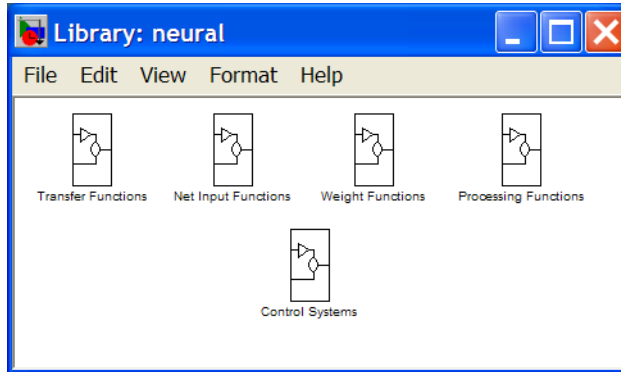 Library: neural
File Edit View Format Help
Transfer Functions Net Input Functions Weight Functions Processing Functions
Control Systems